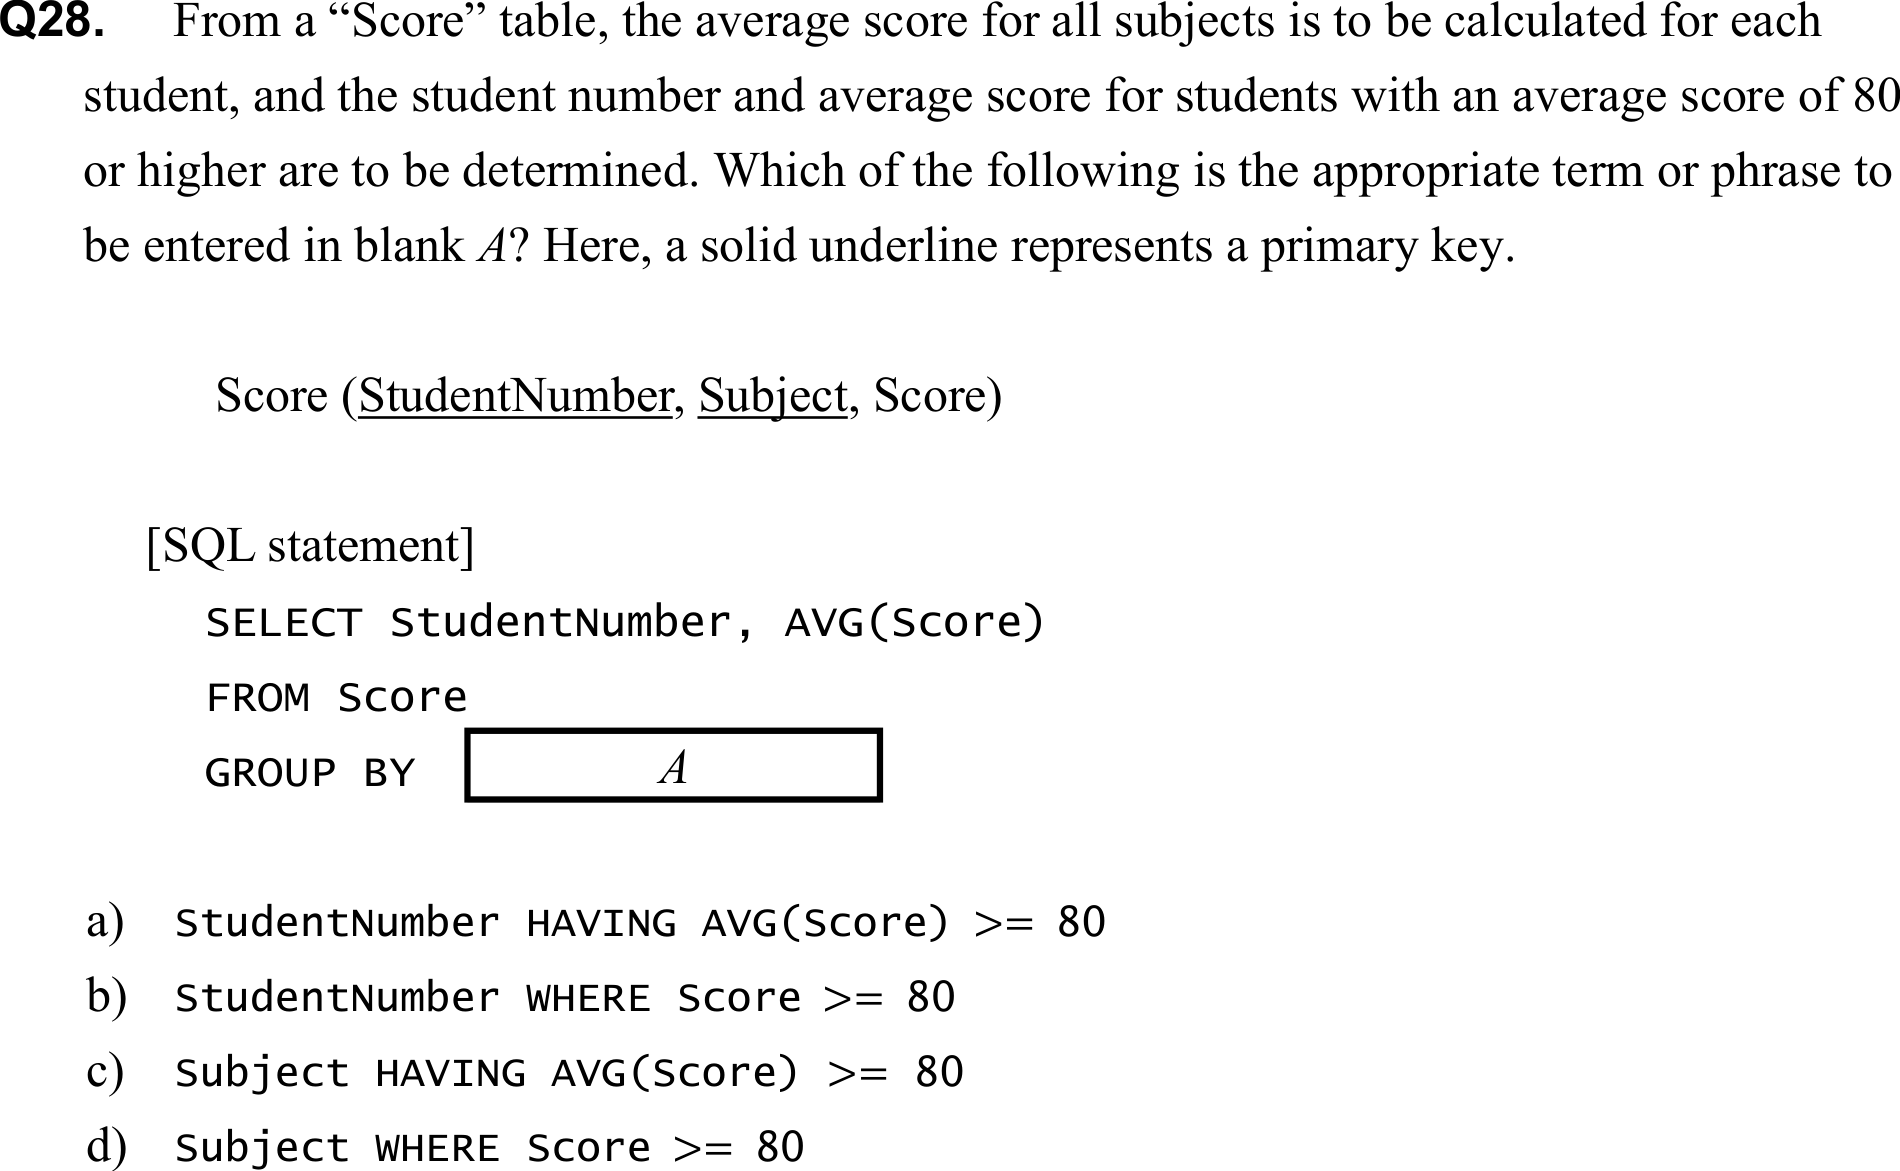 Q28. From a “Score” table, the average score for all subjects is to be calculated for each
student, and the student number and average score for students with an average score of 80
or higher are to be determined. Which of the following is the appropriate term or phrase to
be entered in blank A? Here, a solid underline represents a primary key.
Score (StudentNumber, Subject, Score)
[SQL statement]
SELECT StudentNumber, AVG(Score)
FROM Score
GROUP BY A
a) StudentNumber HAVING AVG(Score) >= 80
b) StudentNumber WHERE Score >= 80
c) Subject HAVING AVG(Score) >= 80
d) Subject WHERE Score >= 80